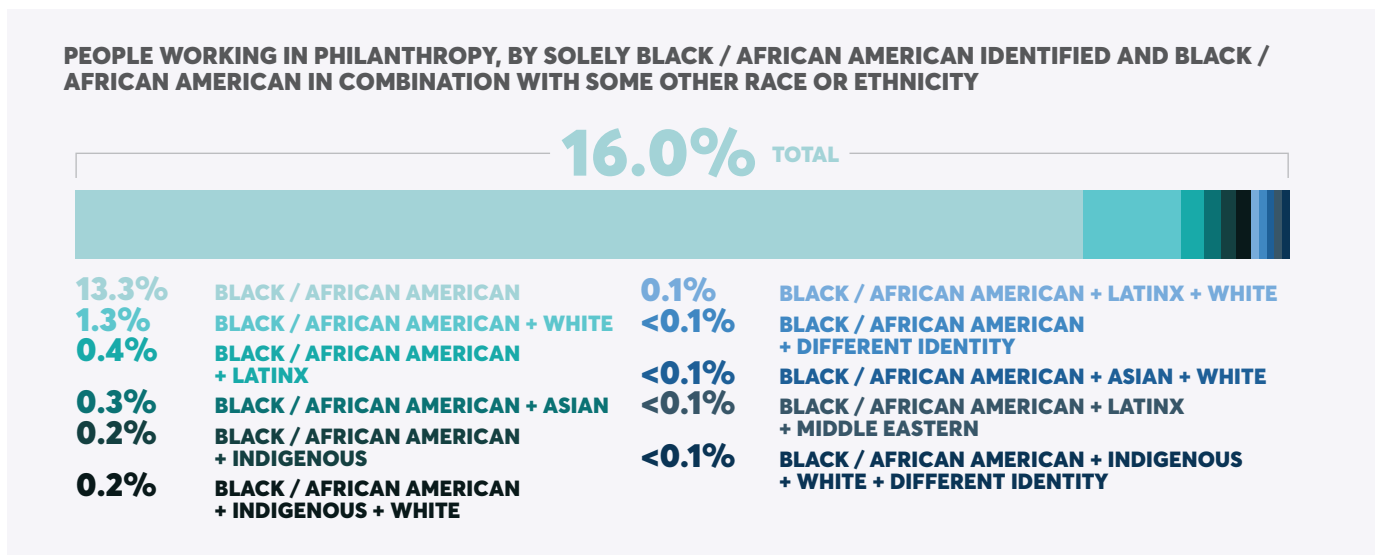 PEOPLE WORKING IN PHILANTHROPY, BY SOLELY BLACK / AFRICAN AMERICAN IDENTIFIED AND BLACK /
AFRICAN AMERICAN IN COMBINATION WITH SOME OTHER RACE OR ETHNICITY
16.0% TOTAL
13.3% BLACK / AFRICAN AMERICAN
1.3% BLACK / AFRICAN AMERICAN + WHITE
0.4% BLACK / AFRICAN AMERICAN
+ LATINX
0.3% BLACK / AFRICAN AMERICAN + ASIAN
0.2% BLACK / AFRICAN AMERICAN
+ INDIGENOUS
0.2% BLACK / AFRICAN AMERICAN
+ INDIGENOUS + WHITE
0.1% BLACK / AFRICAN AMERICAN + LATINX + WHITE
<0.1% BLACK / AFRICAN AMERICAN
+ DIFFERENT IDENTITY
<0.1% BLACK / AFRICAN AMERICAN + ASIAN + WHITE
<0.1% BLACK / AFRICAN AMERICAN + LATINX
+ MIDDLE EASTERN
<0.1% BLACK / AFRICAN AMERICAN + INDIGENOUS
+ WHITE + DIFFERENT IDENTITY